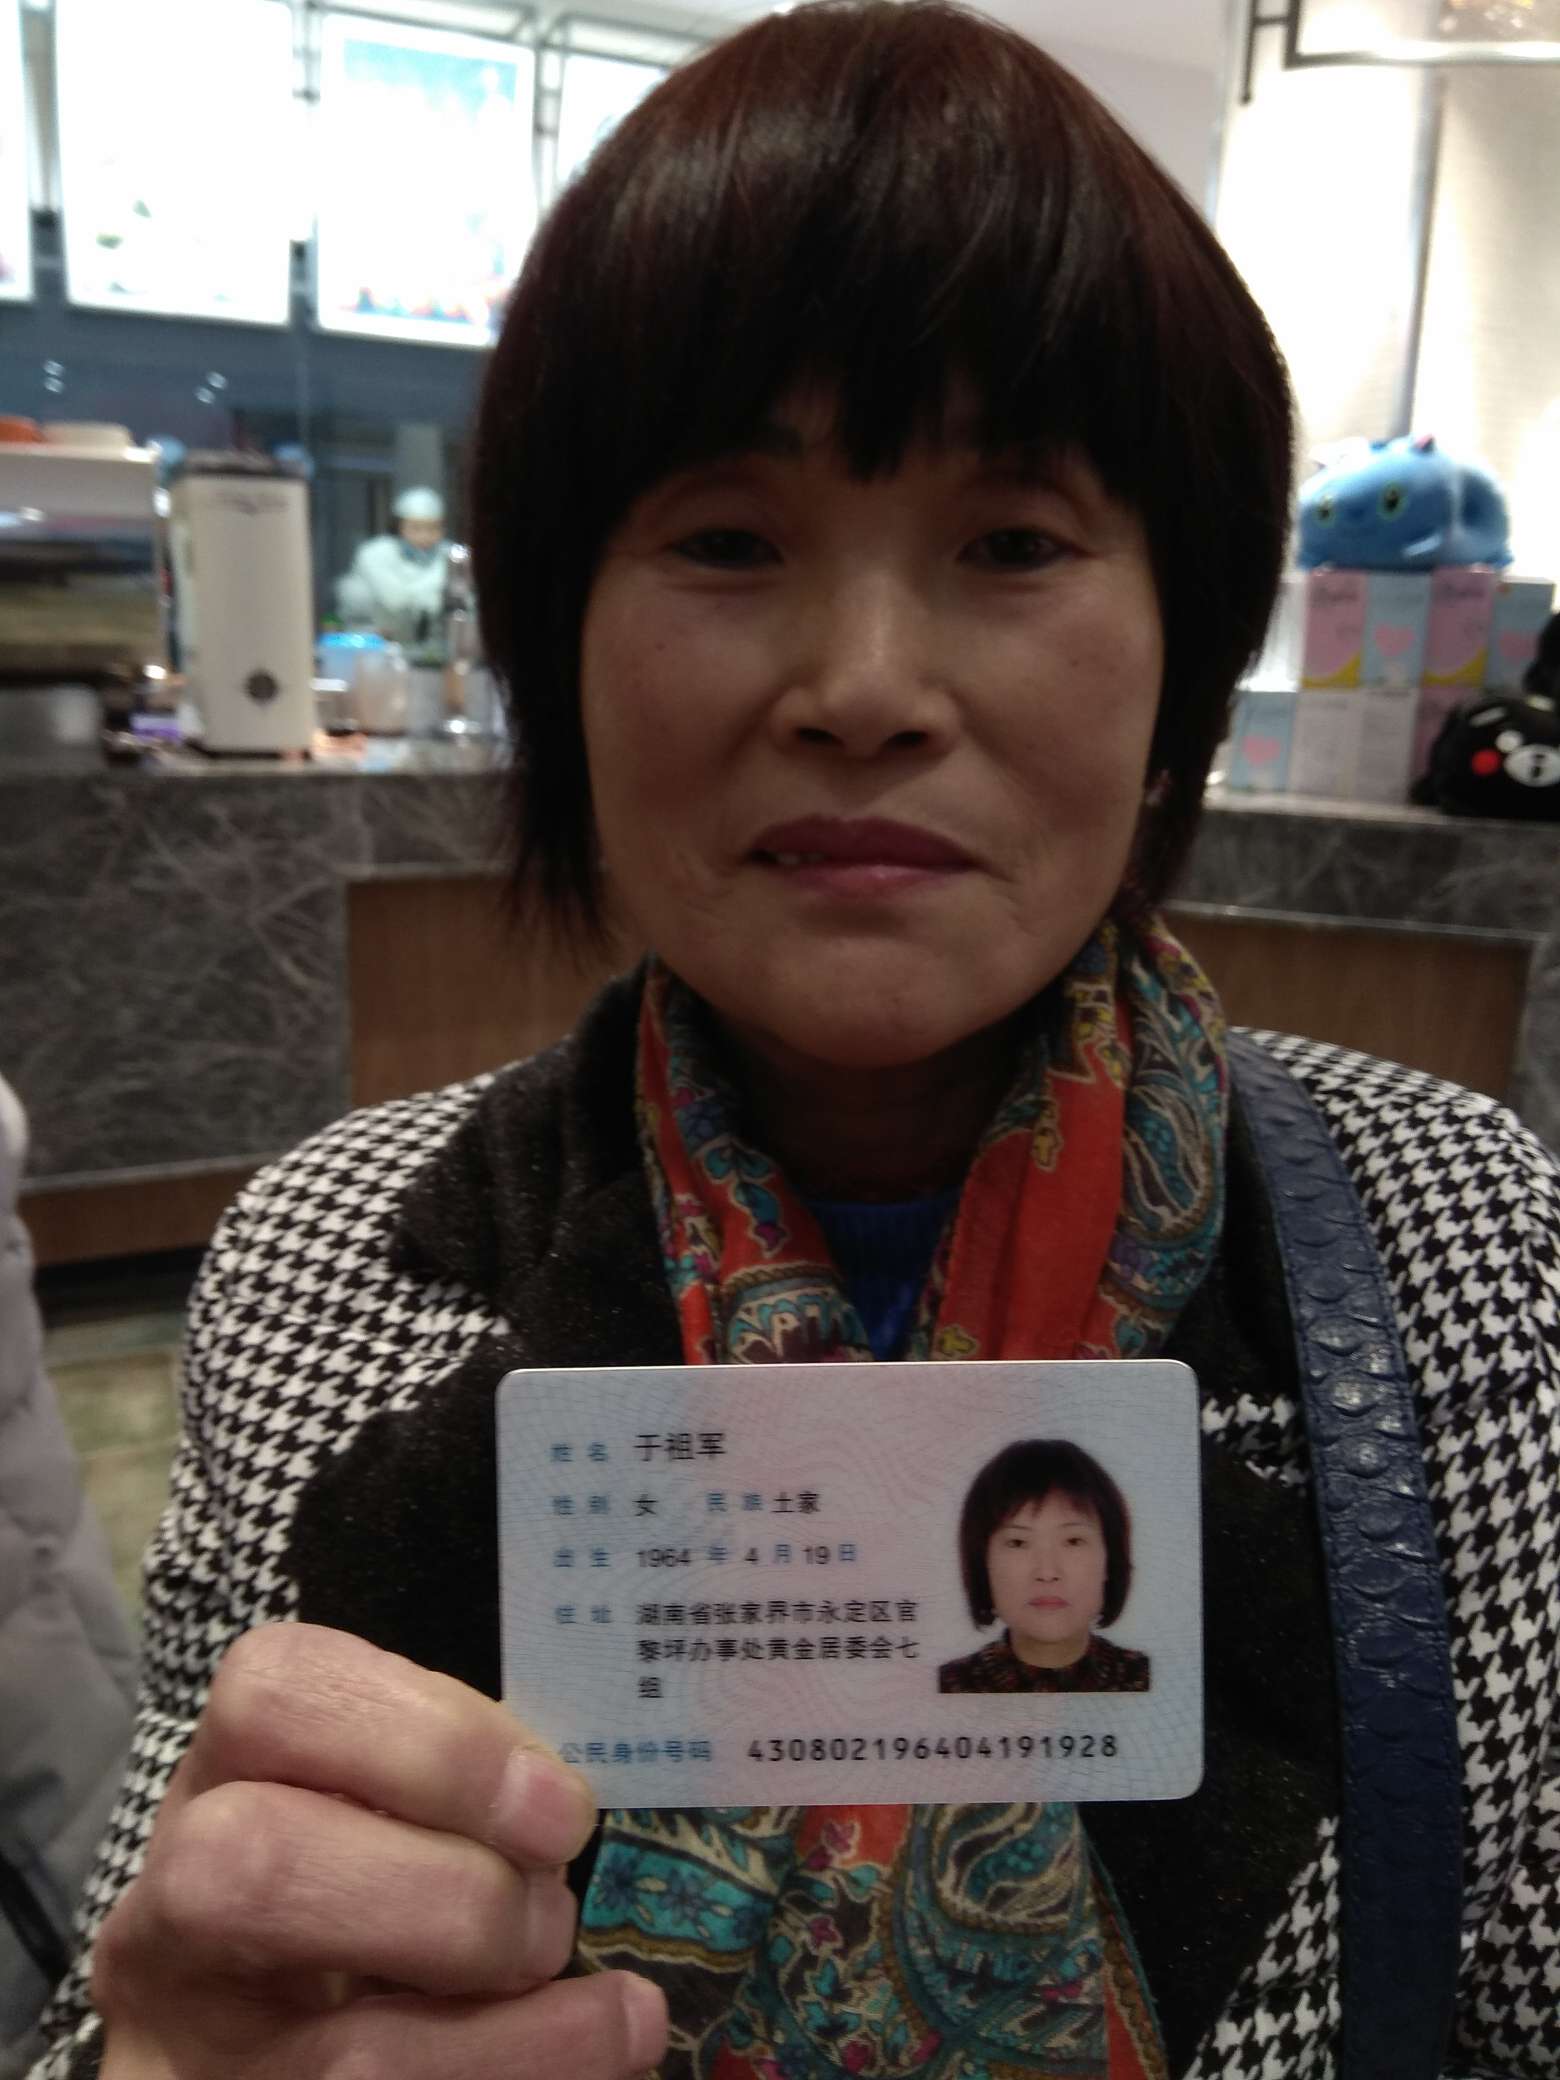 姓名 于祖军
性别 女 民族 土家
出生 1964 年 4 月 19 日
住址 湖南省张家界市永定区官
黎坪办事处黄金居委会七
组
公民身份号码 430802196404191928